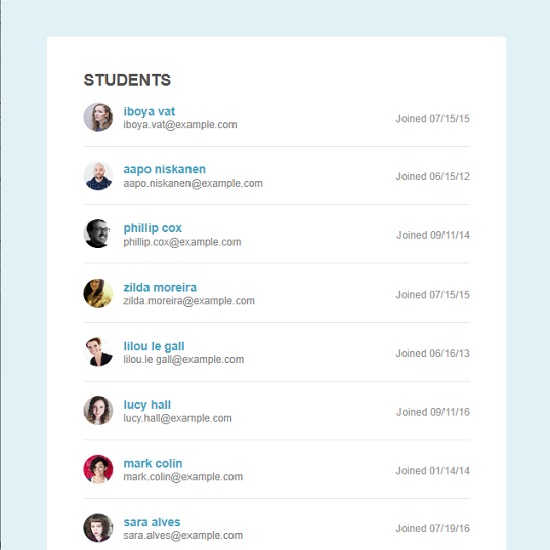 STUDENTS
iboya vat
iboya.vat@example.com
Joined 07/15/15
aapo niskanen
aapo.niskanen@example.com
Joined 06/15/12
phillip cox
phillip.cox@example.com
Joined 09/11/14
zilda moreira
zilda.moreira@example.com
Joined 07/15/15
lilou le gall
lilou.le gall@example.com
Joined 06/16/13
lucy hall
lucy.hall@example.com
Joined 09/11/16
mark colin
mark.colin@example.com
Joined 01/14/14
sara alves
sara.alves@example.com
Joined 07/19/16